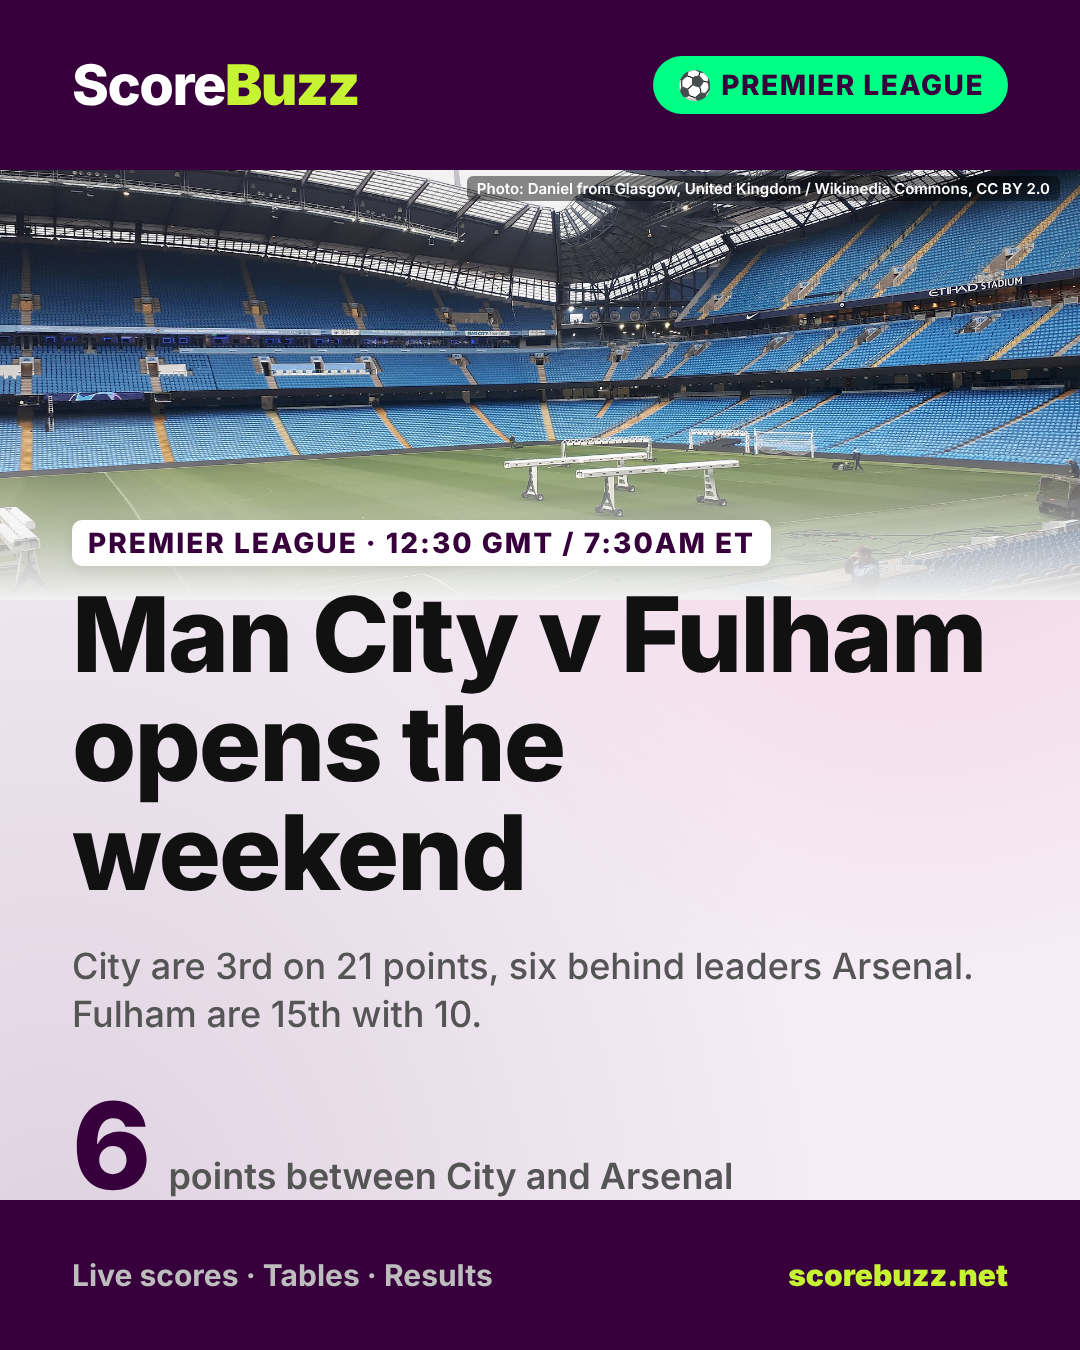 ScoreBuzz
⚽ PREMIER LEAGUE
Photo: Daniel from Glasgow, United Kingdom / Wikimedia Commons, CC BY 2.0
ETIHAD STADIUM
PREMIER LEAGUE · 12:30 GMT / 7:30AM ET
Man City v Fulham
opens the
weekend
City are 3rd on 21 points, six behind leaders Arsenal.
Fulham are 15th with 10.
6 points between City and Arsenal
Live scores · Tables · Results
scorebuzz.net